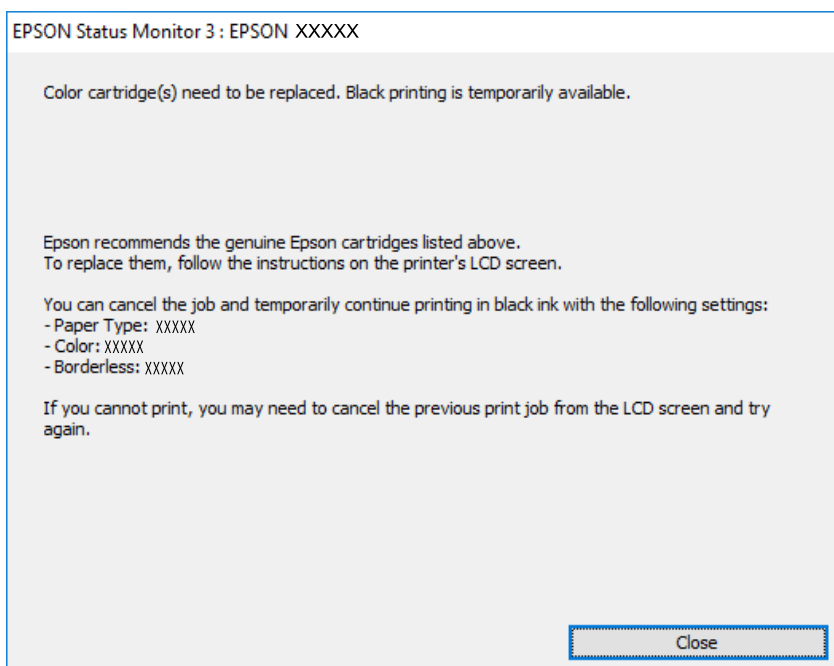 EPSON Status Monitor 3 : EPSON XXXXX
Color cartridge(s) need to be replaced. Black printing is temporarily available.
Epson recommends the genuine Epson cartridges listed above.
To replace them, follow the instructions on the printer's LCD screen.
You can cancel the job and temporarily continue printing in black ink with the following settings:
- Paper Type: XXXXX
- Color: XXXXX
- Borderless: XXXXX
If you cannot print, you may need to cancel the previous print job from the LCD screen and try
again.
Close